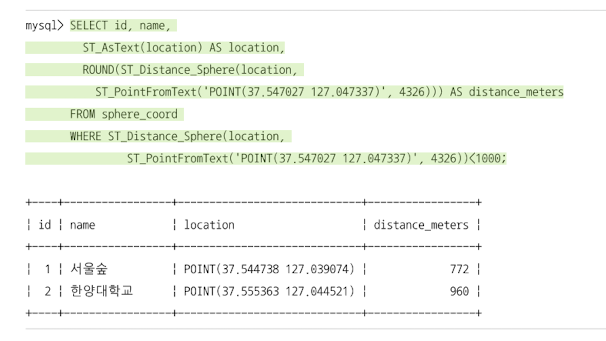 mysql> SELECT id, name,
ST_AsText(location) AS location,
ROUND(ST_Distance_Sphere(location,
ST_PointFromText('POINT(37.547027 127.047337)', 4326))) AS distance_meters
FROM sphere_coord
WHERE ST_Distance_Sphere(location,
ST_PointFromText('POINT(37.547027 127.047337)', 4326))<1000;
+----+----------------+----------------------------+-----------------+
| id | name | location | distance_meters |
+----+----------------+----------------------------+-----------------+
| 1 | 서울숲 | POINT(37.544738 127.039074) | 772 |
| 2 | 한양대학교 | POINT(37.555363 127.044521) | 960 |
+----+----------------+----------------------------+-----------------+